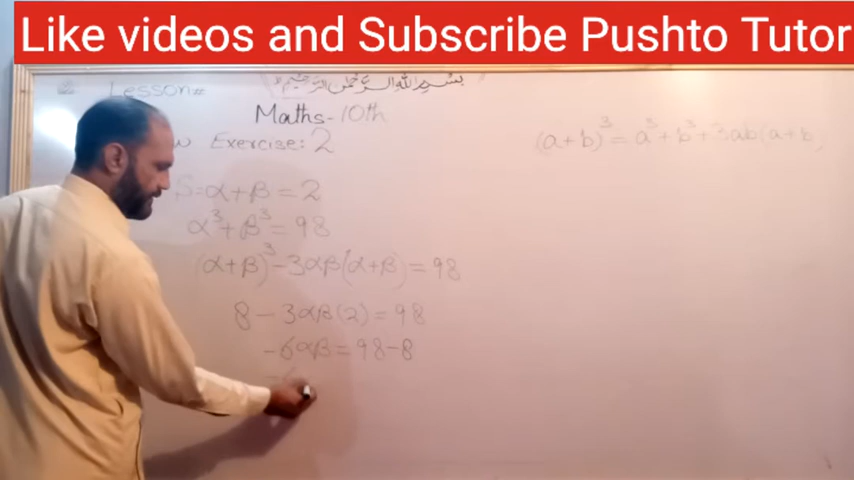 Like videos and Subscribe Pushto Tutor
Lesson#
بسم الله الرحمن الرحيم
Maths-10th
Exercise: 2
(a+b)³ = a³+b³+3ab(a+b)
S=α+β=2
α³+β³=98
(α+β)³-3αβ(α+β)=98
8-3αβ(2)=98
-6αβ=98-8
-6